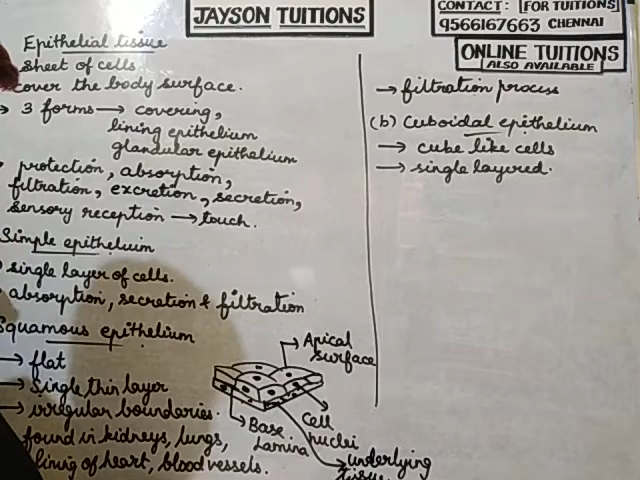 JAYSON TUITIONS
CONTACT: FOR TUITIONS
9566167663 CHENNAI
ONLINE TUITIONS
ALSO AVAILABLE
Epithelial tissue
sheet of cells.
cover the body surface.
→ 3 forms → covering,
lining epithelium
glandular epithelium
protection, absorption,
filtration, excretion, secretion,
sensory reception → touch.
Simple epitheluim
single layer of cells.
absorption, secretion & filtration
Squamous epithelium
→ flat
→ Single thin layer
→ irregular boundaries.
found in kidneys, lungs,
lining of heart, blood vessels.
→ Apical
surface
→ Base
Lamina
Cell
nuclei
→ underlying
tissue
→ filtration process
(b) Cuboidal epithelium
→ cube like cells
→ single layered.